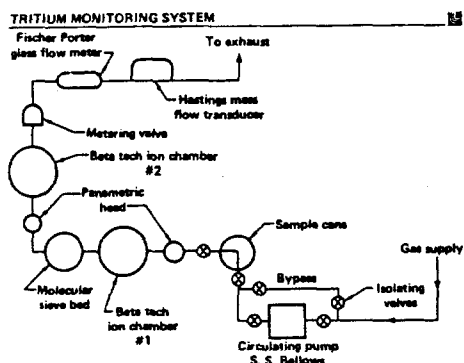 TRITIUM MONITORING SYSTEM
Fischer Porter
glass flow meter
To exhaust
Hastings mass
flow transducer
Metering valve
Beta tech ion chamber
#2
Panametric
head
Sample cans
Gas supply
Bypass
Isolating
valves
Molecular
sieve bed
Beta tech
ion chamber
#1
Circulating pump
S. S. Bellows